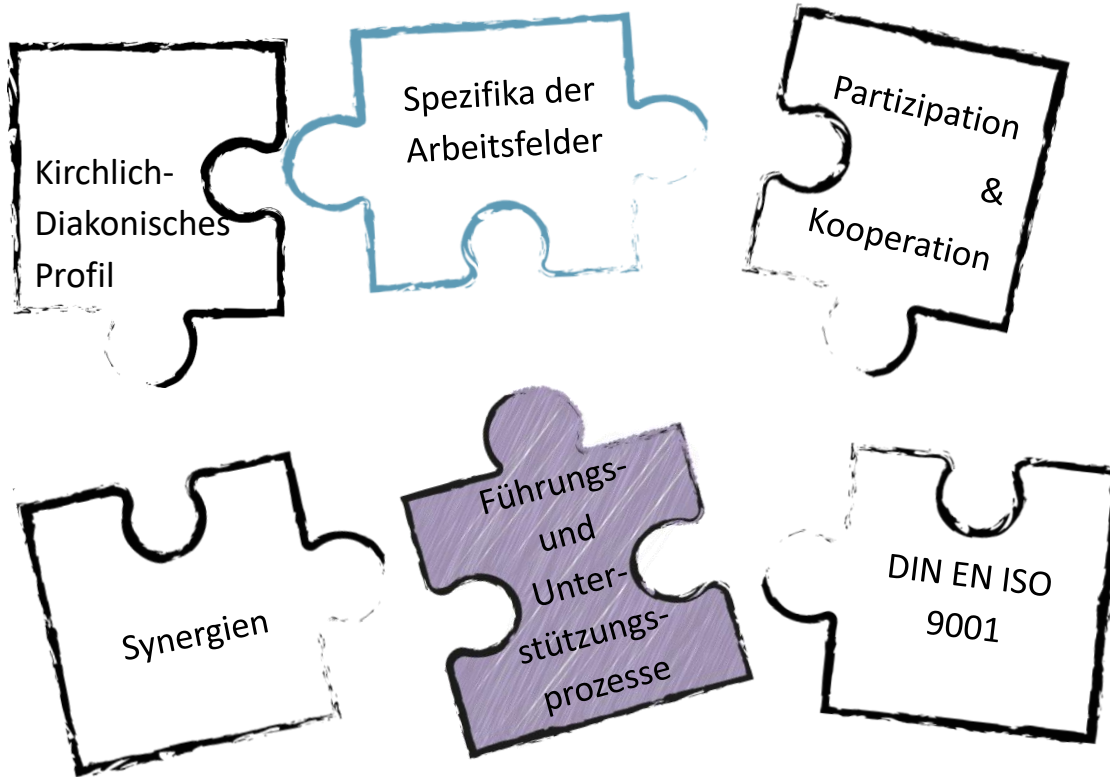 Kirchlich-
Diakonisches
Profil
Spezifika der
Arbeitsfelder
Partizipation
&
Kooperation
Synergien
Führungs-
und
Unter-
stützungs-
prozesse
DIN EN ISO
9001